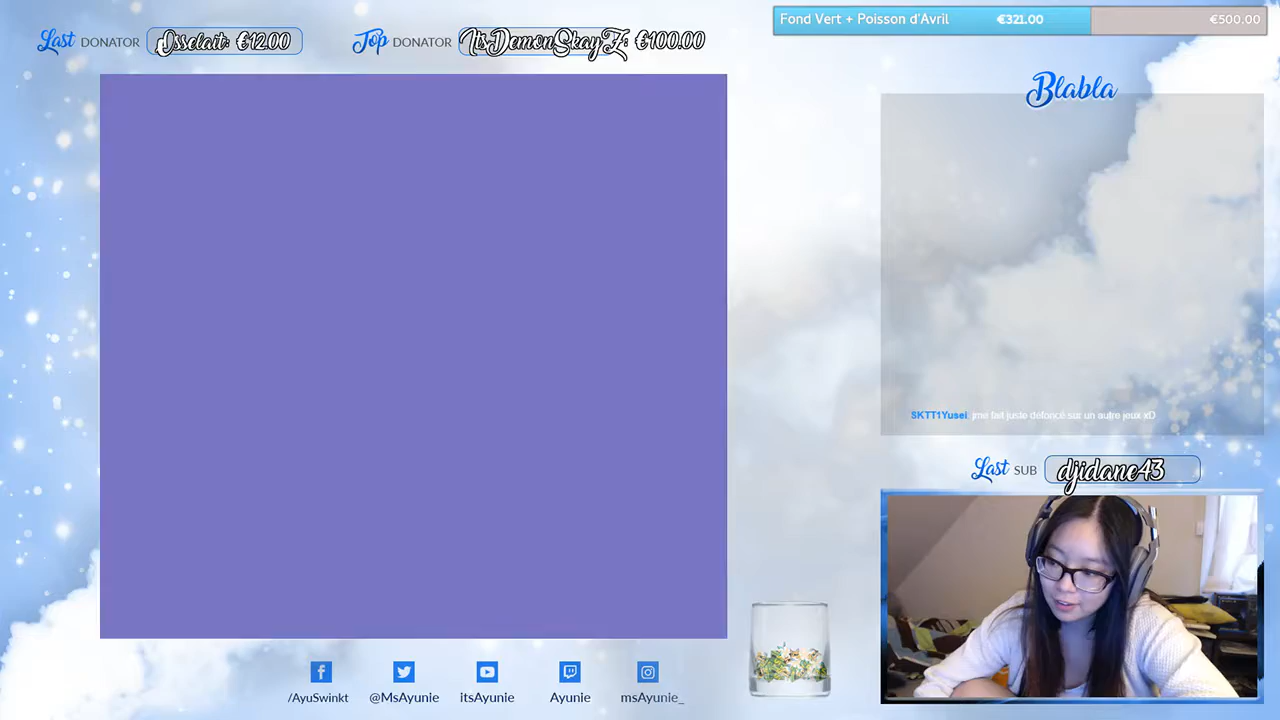 Last DONATOR Osselait: €12.00
Top DONATOR ItsDemonSkayZ: €100.00
Fond Vert + Poisson d'Avril €321.00 €500.00
Blabla
SKTT1Yusei jme fait juste défoncé sur un autre jeux xD
Last SUB djidane43
/AyuSwinkt @MsAyunie itsAyunie Ayunie msAyunie_